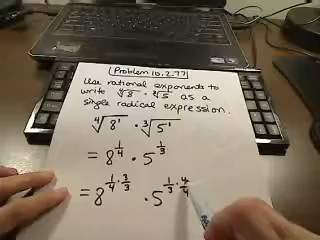 Problem 10.2.77
Use rational exponents to
write ∜8 · ∛5 as a
single radical expression.
∜8¹ · ∛5¹
= 8^(1/4) · 5^(1/3)
= 8^(1/4 · 3/3) · 5^(1/3 · 4/4)